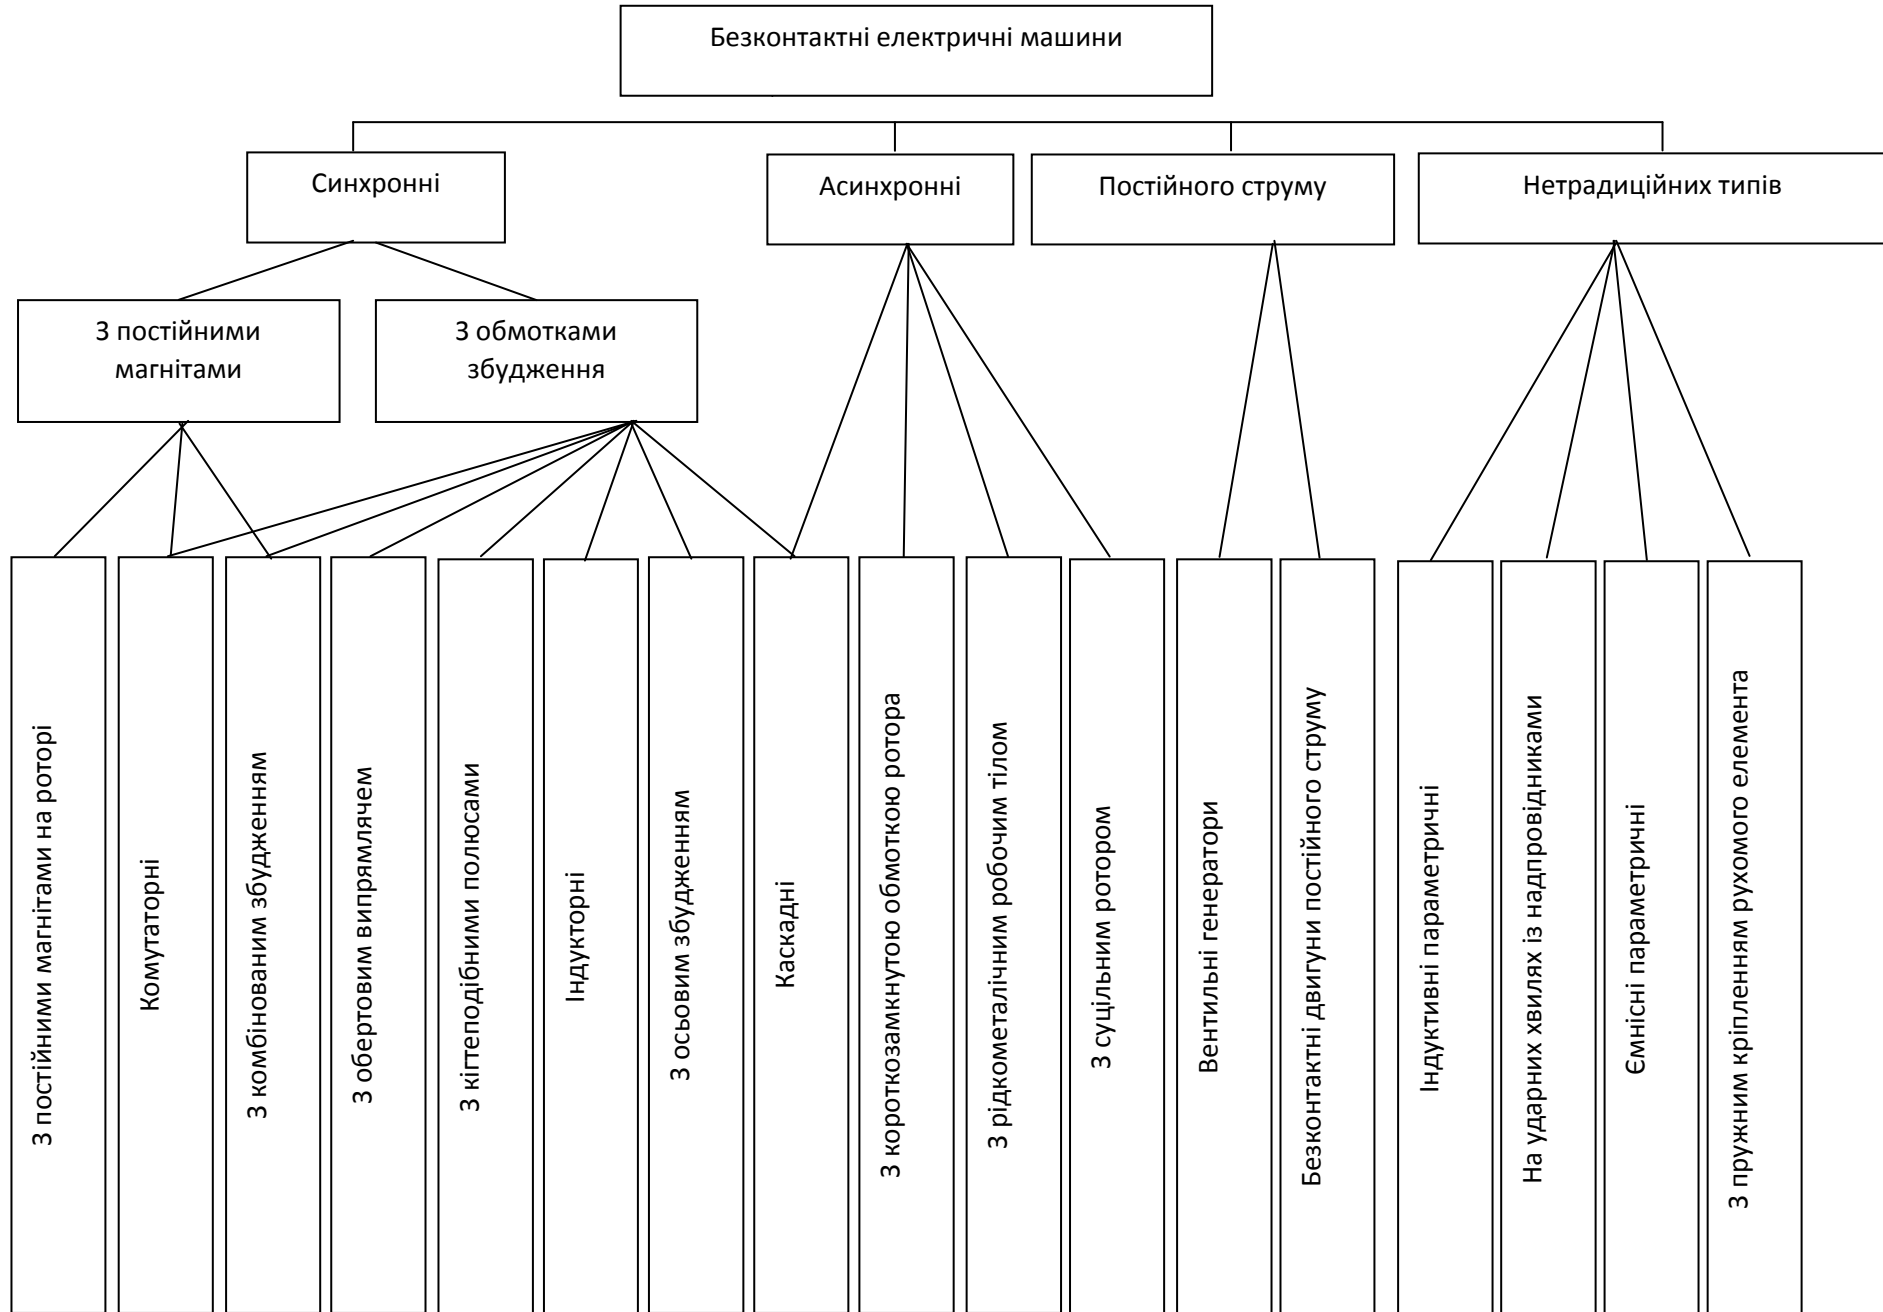 Безконтактні електричні машини
Синхронні
Асинхронні
Постійного струму
Нетрадиційних типів
З постійними
магнітами
З обмотками
збудження
З постійними магнітами на роторі
Комутаторні
З комбінованим збудженням
З обертовим випрямлячем
З кігтеподібними полюсами
Індукторні
З осьовим збудженням
Каскадні
З короткозамкнутою обмоткою ротора
З рідкометалічним робочим тілом
З суцільним ротором
Вентильні генератори
Безконтактні двигуни постійного струму
Індуктивні параметричні
На ударних хвилях із надпровідниками
Ємнісні параметричні
З пружним кріпленням рухомого елемента